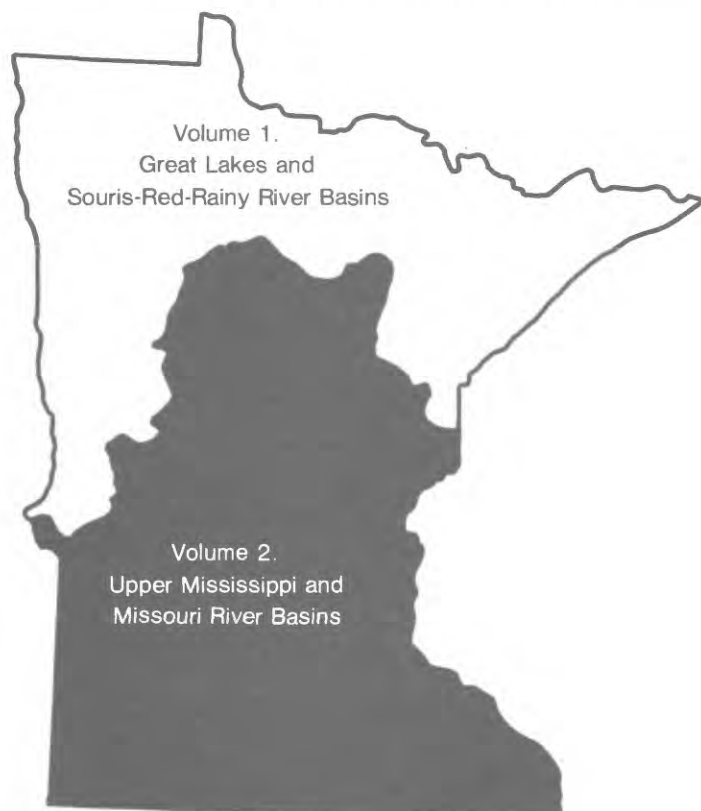 Volume 1.
Great Lakes and
Souris-Red-Rainy River Basins
Volume 2.
Upper Mississippi and
Missouri River Basins